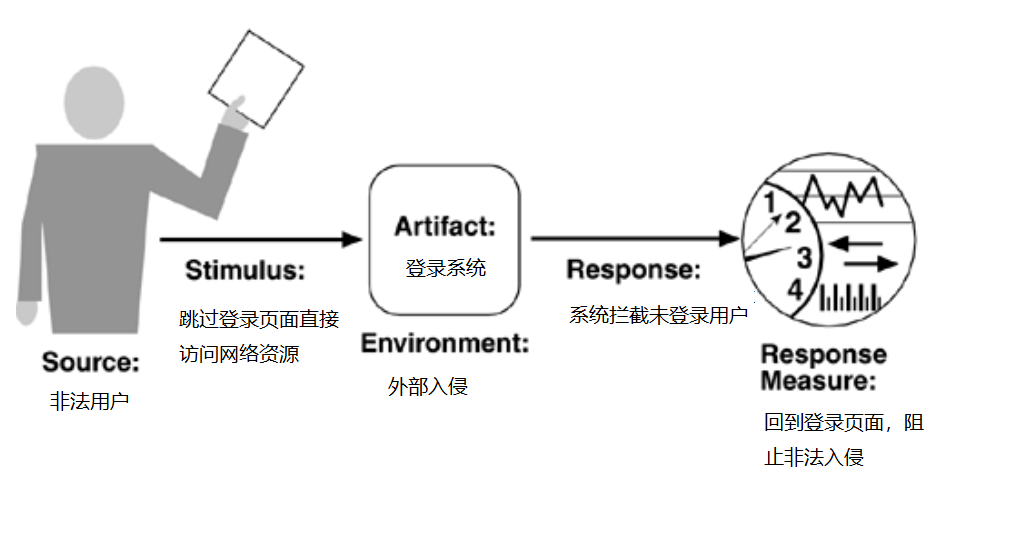 Source:
非法用户
Stimulus:
跳过登录页面直接
访问网络资源
Artifact:
登录系统
Environment:
外部入侵
Response:
系统拦截未登录用户
1
2
3
4
Response
Measure:
回到登录页面，阻
止非法入侵